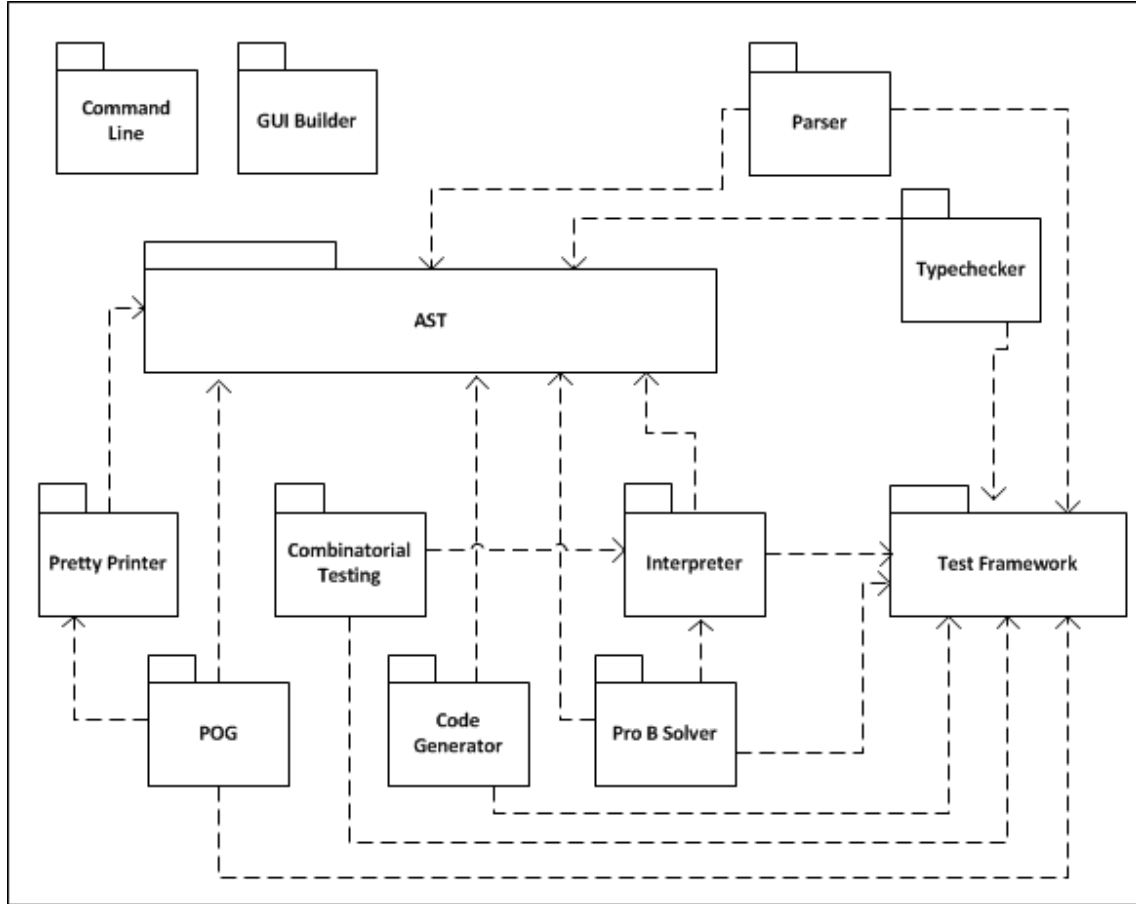 Command
Line
GUI Builder
Parser
Typechecker
AST
Pretty Printer
Combinatorial
Testing
Interpreter
Test Framework
POG
Code
Generator
Pro B Solver